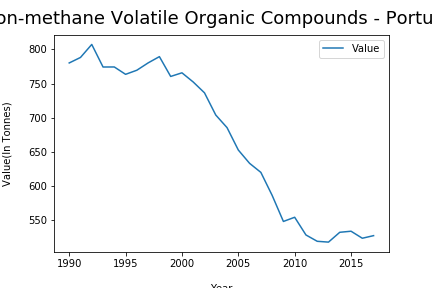 on-methane Volatile Organic Compounds - Portu
Value
800
750
700
650
600
550
Value(In Tonnes)
1990 1995 2000 2005 2010 2015
Year